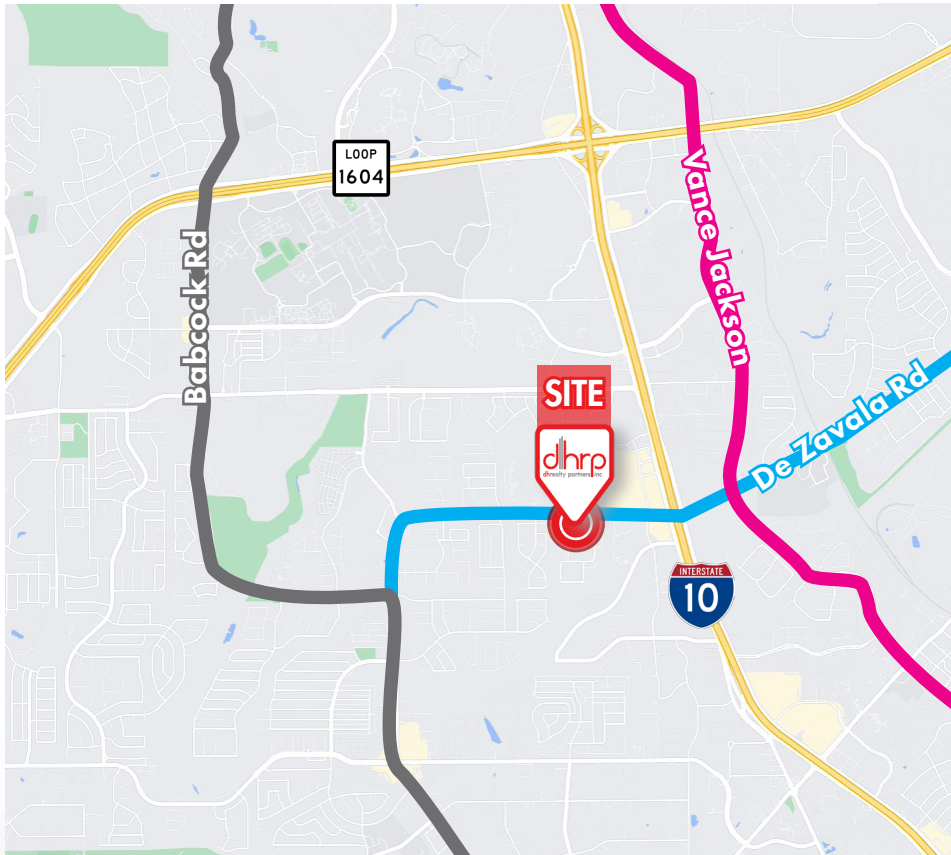 LOOP
1604
Babcock Rd
Vance Jackson
SITE
dhrp
dhrealty partners, inc
De Zavala Rd
INTERSTATE
10